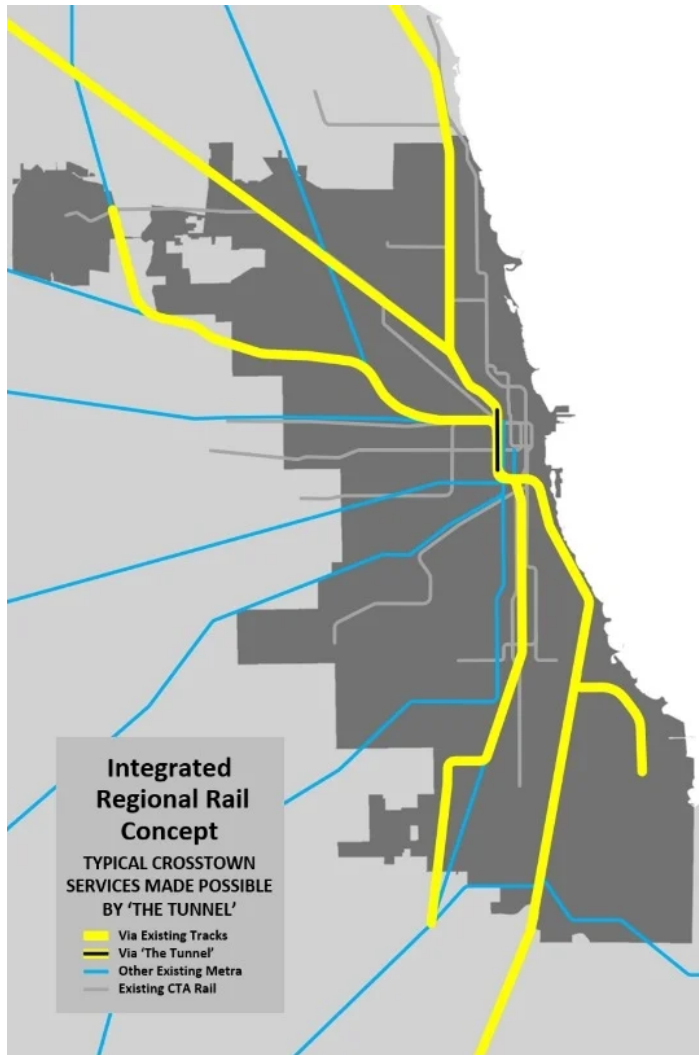 Integrated
Regional Rail
Concept
TYPICAL CROSSTOWN
SERVICES MADE POSSIBLE
BY ‘THE TUNNEL’
Via Existing Tracks
Via ‘The Tunnel’
Other Existing Metra
Existing CTA Rail